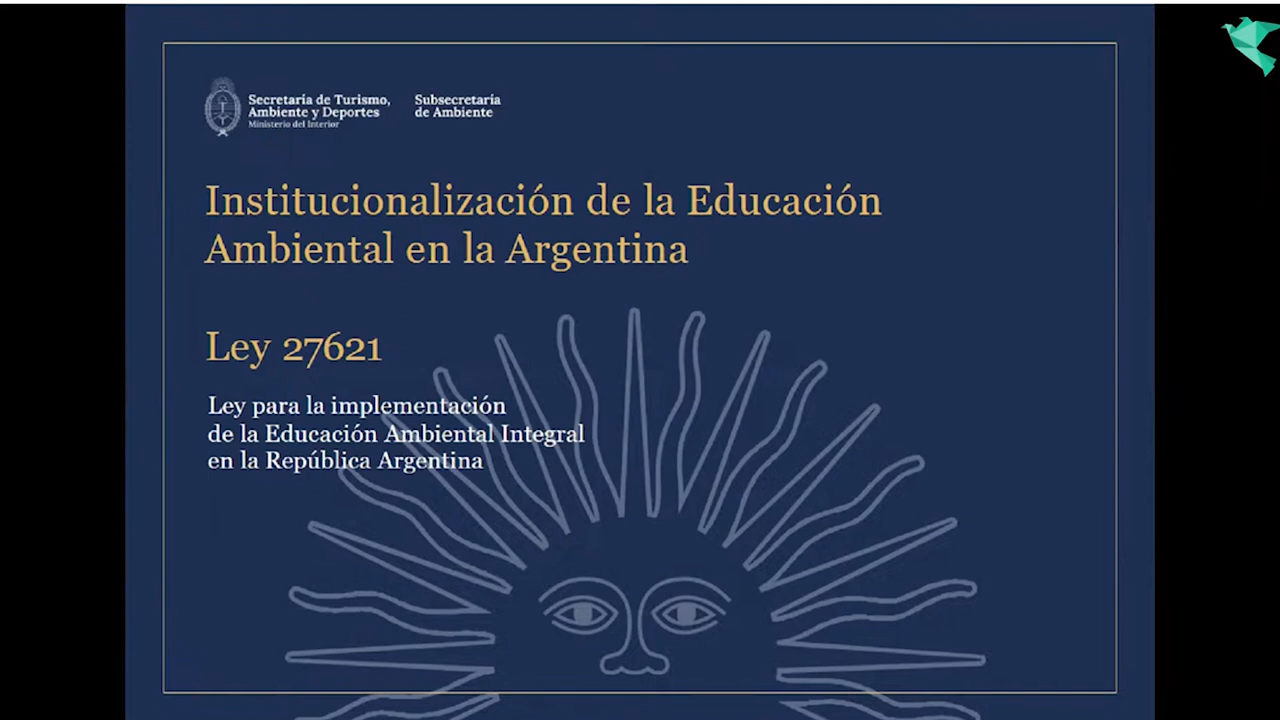 Secretaría de Turismo,
Ambiente y Deportes
Ministerio del Interior
Subsecretaría
de Ambiente
Institucionalización de la Educación
Ambiental en la Argentina
Ley 27621
Ley para la implementación
de la Educación Ambiental Integral
en la República Argentina